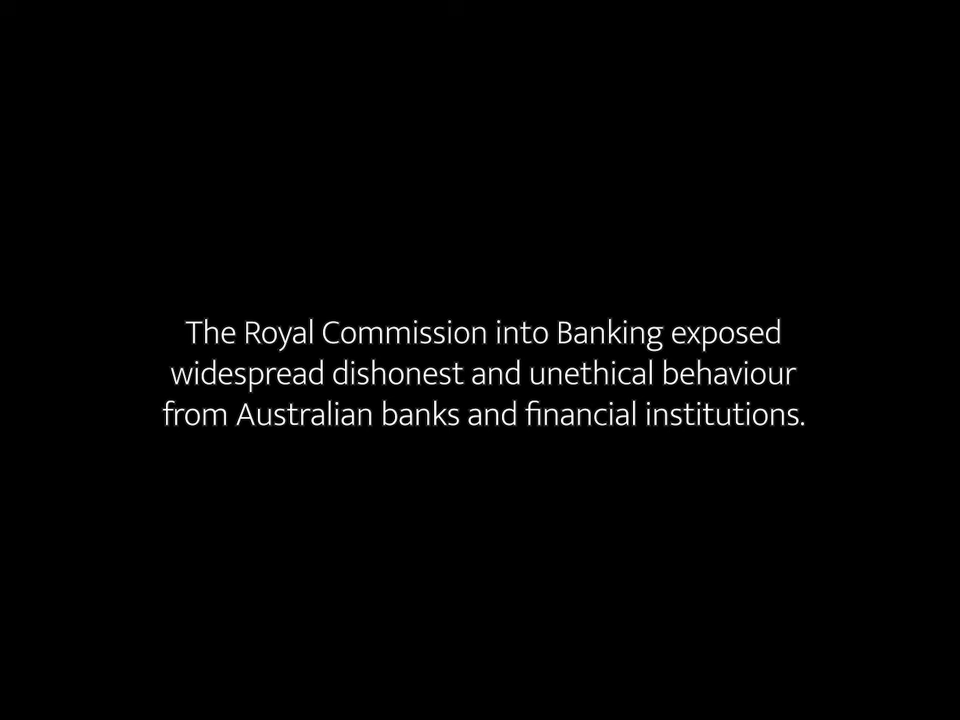 The Royal Commission into Banking exposed
widespread dishonest and unethical behaviour
from Australian banks and financial institutions.